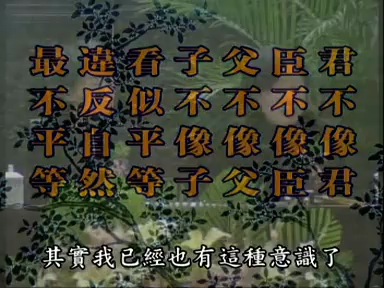 君不像君
臣不像臣
父不像父
子不像子
看似平等
違反自然
最不平等
其實我已經也有這種意識了